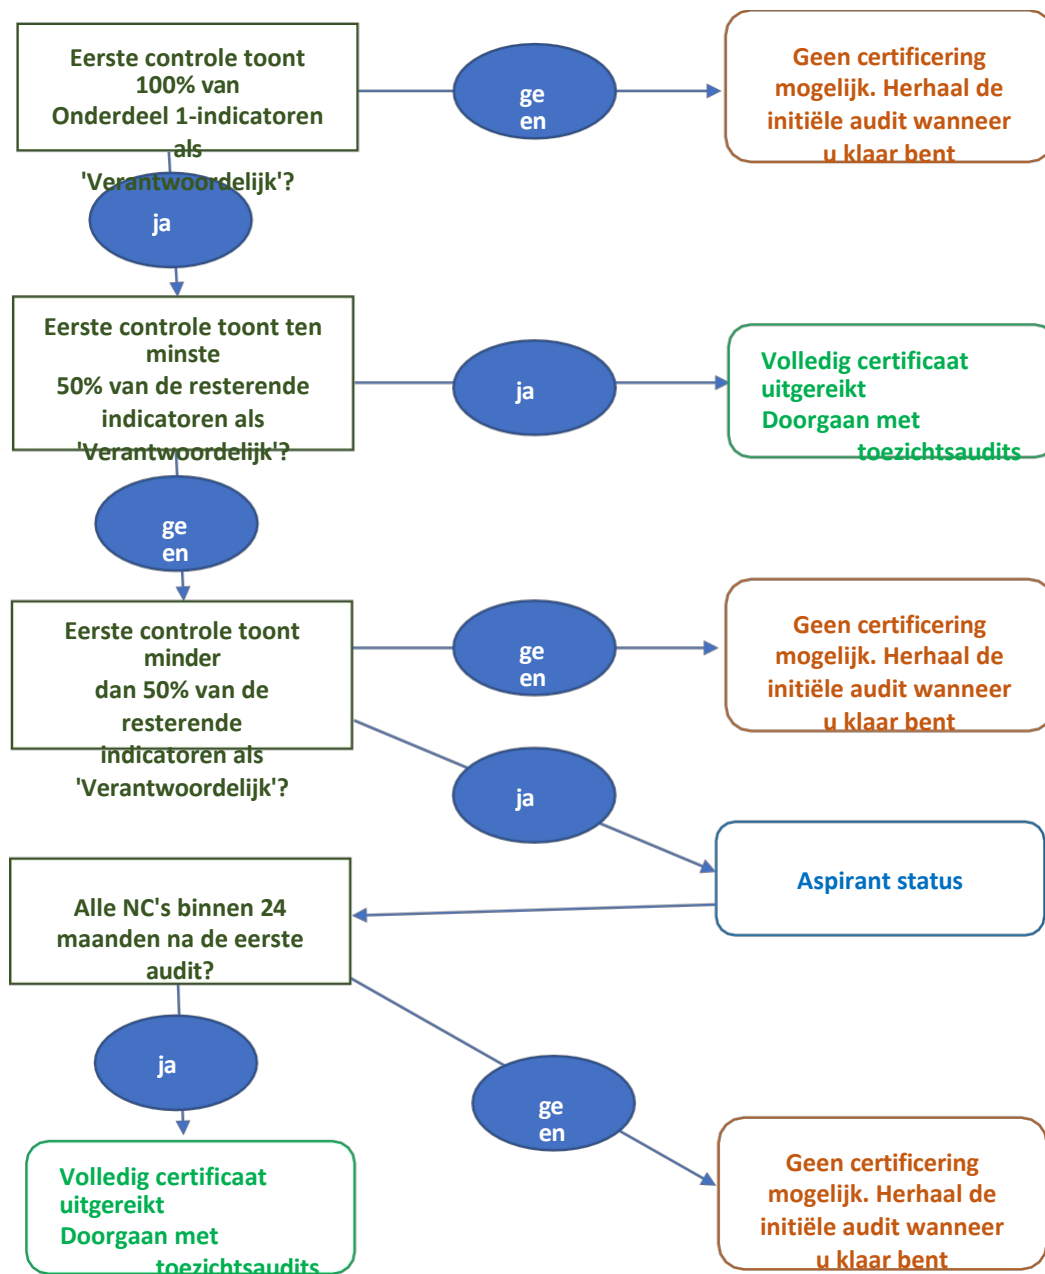 Eerste controle toont
100% van
Onderdeel 1-indicatoren
als
'Verantwoordelijk'?
ge
en
Geen certificering
mogelijk. Herhaal de
initiële audit wanneer
u klaar bent
ja
Eerste controle toont ten
minste
50% van de resterende
indicatoren als
'Verantwoordelijk'?
ja
Volledig certificaat
uitgereikt
Doorgaan met
toezichtsaudits
ge
en
Eerste controle toont
minder
dan 50% van de
resterende
indicatoren als
'Verantwoordelijk'?
ge
en
Geen certificering
mogelijk. Herhaal de
initiële audit wanneer
u klaar bent
ja
Aspirant status
Alle NC's binnen 24
maanden na de eerste
audit?
ja
ge
en
Volledig certificaat
uitgereikt
Doorgaan met
toezichtsaudits
Geen certificering
mogelijk. Herhaal de
initiële audit wanneer
u klaar bent